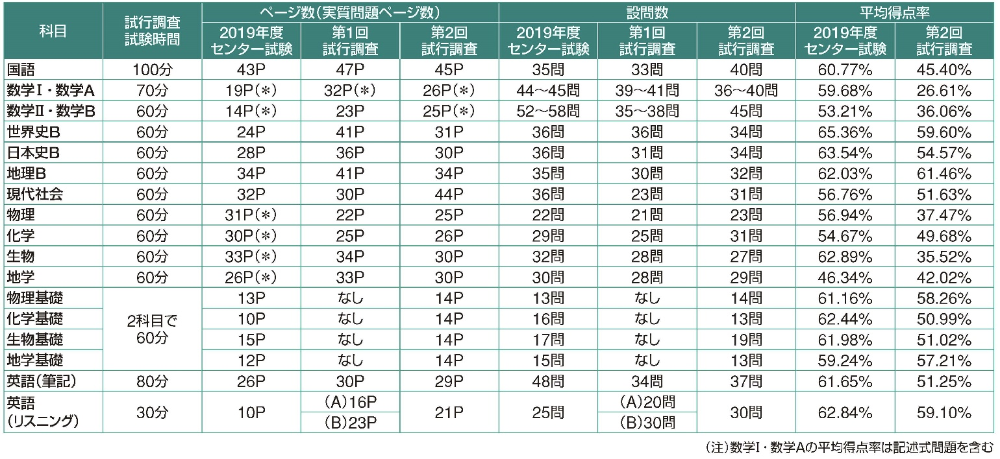 科目 試行調査試験時間 ページ数（実質問題ページ数） 設問数 平均得点率
2019年度センター試験 第1回試行調査 第2回試行調査 2019年度センター試験 第1回試行調査 第2回試行調査 2019年度センター試験 第2回試行調査
国語 100分 43P 47P 45P 35問 33問 40問 60.77% 45.40%
数学Ⅰ・数学A 70分 19P（＊） 32P（＊） 26P（＊） 44〜45問 39〜41問 36〜40問 59.68% 26.61%
数学Ⅱ・数学B 60分 14P（＊） 23P 25P（＊） 52〜58問 35〜38問 45問 53.21% 36.06%
世界史B 60分 24P 41P 31P 36問 36問 34問 65.36% 59.60%
日本史B 60分 28P 36P 30P 36問 31問 34問 63.54% 54.57%
地理B 60分 34P 41P 34P 35問 30問 32問 62.03% 61.46%
現代社会 60分 32P 30P 44P 36問 23問 31問 56.76% 51.63%
物理 60分 31P（＊） 22P 25P 22問 21問 23問 56.94% 37.47%
化学 60分 30P（＊） 25P 26P 29問 25問 31問 54.67% 49.68%
生物 60分 33P（＊） 34P 30P 32問 28問 27問 62.89% 35.52%
地学 60分 26P（＊） 33P 30P 30問 28問 29問 46.34% 42.02%
物理基礎 2科目で60分 13P なし 14P 13問 なし 14問 61.16% 58.26%
化学基礎 10P なし 14P 16問 なし 13問 62.44% 50.99%
生物基礎 15P なし 14P 17問 なし 19問 61.98% 51.02%
地学基礎 12P なし 14P 15問 なし 13問 59.24% 57.21%
英語（筆記） 80分 26P 30P 29P 48問 34問 37問 61.65% 51.25%
英語（リスニング） 30分 10P （A）16P （B）23P 21P 25問 （A）20問 （B）30問 30問 62.84% 59.10%
（注）数学Ⅰ・数学Aの平均得点率は記述式問題を含む